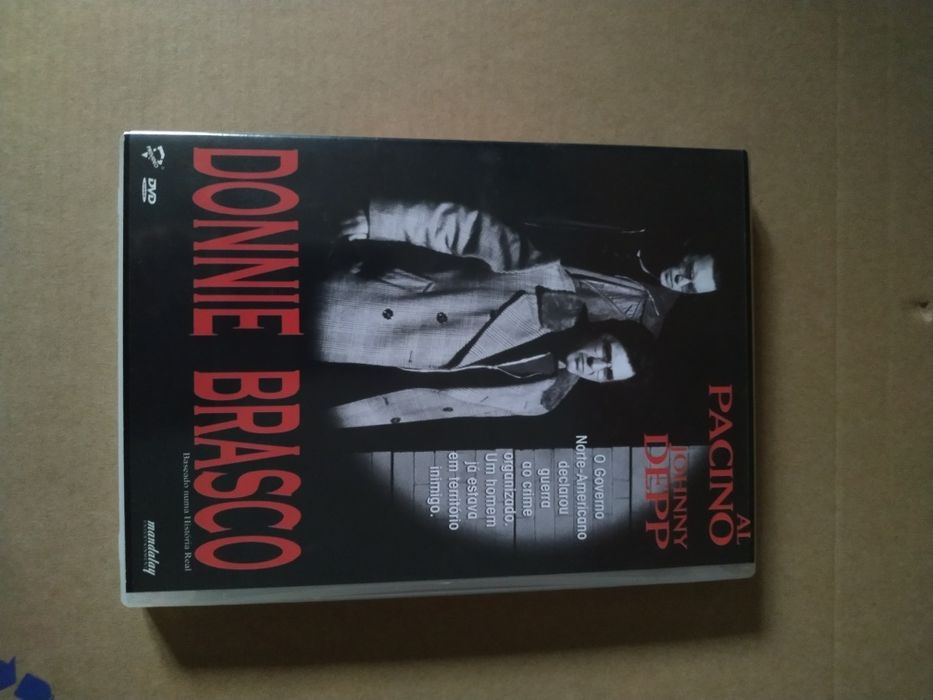 AL
PACINO
JOHNNY
DEPP
O Governo
Norte-Americano
declarou
guerra
ao crime
organizado.
Um homem
já estava
em território
inimigo.
DONNIE BRASCO
Baseado numa História Real
DVD
mandalay